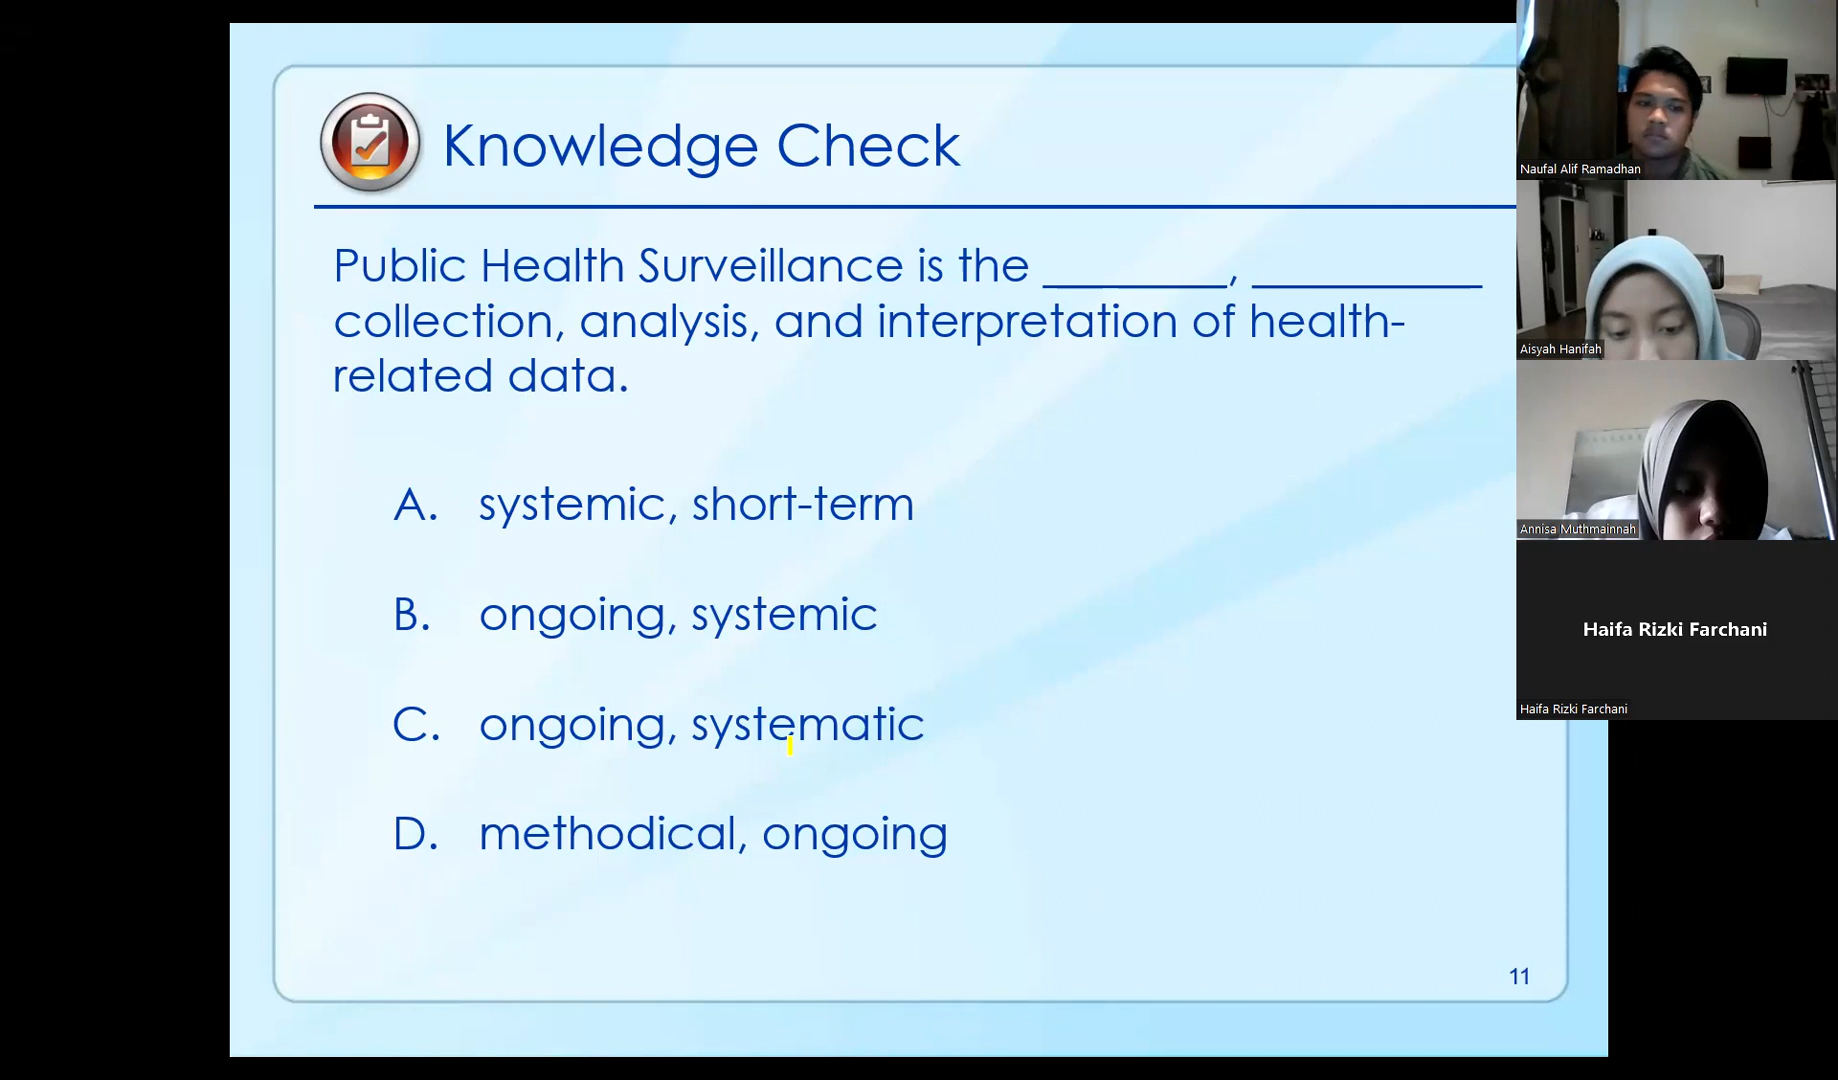 Knowledge Check
Public Health Surveillance is the ________, __________
collection, analysis, and interpretation of health-
related data.
A. systemic, short-term
B. ongoing, systemic
C. ongoing, systematic
D. methodical, ongoing
11
Naufal Alif Ramadhan
Aisyah Hanifah
Annisa Muthmainnah
Haifa Rizki Farchani
Haifa Rizki Farchani